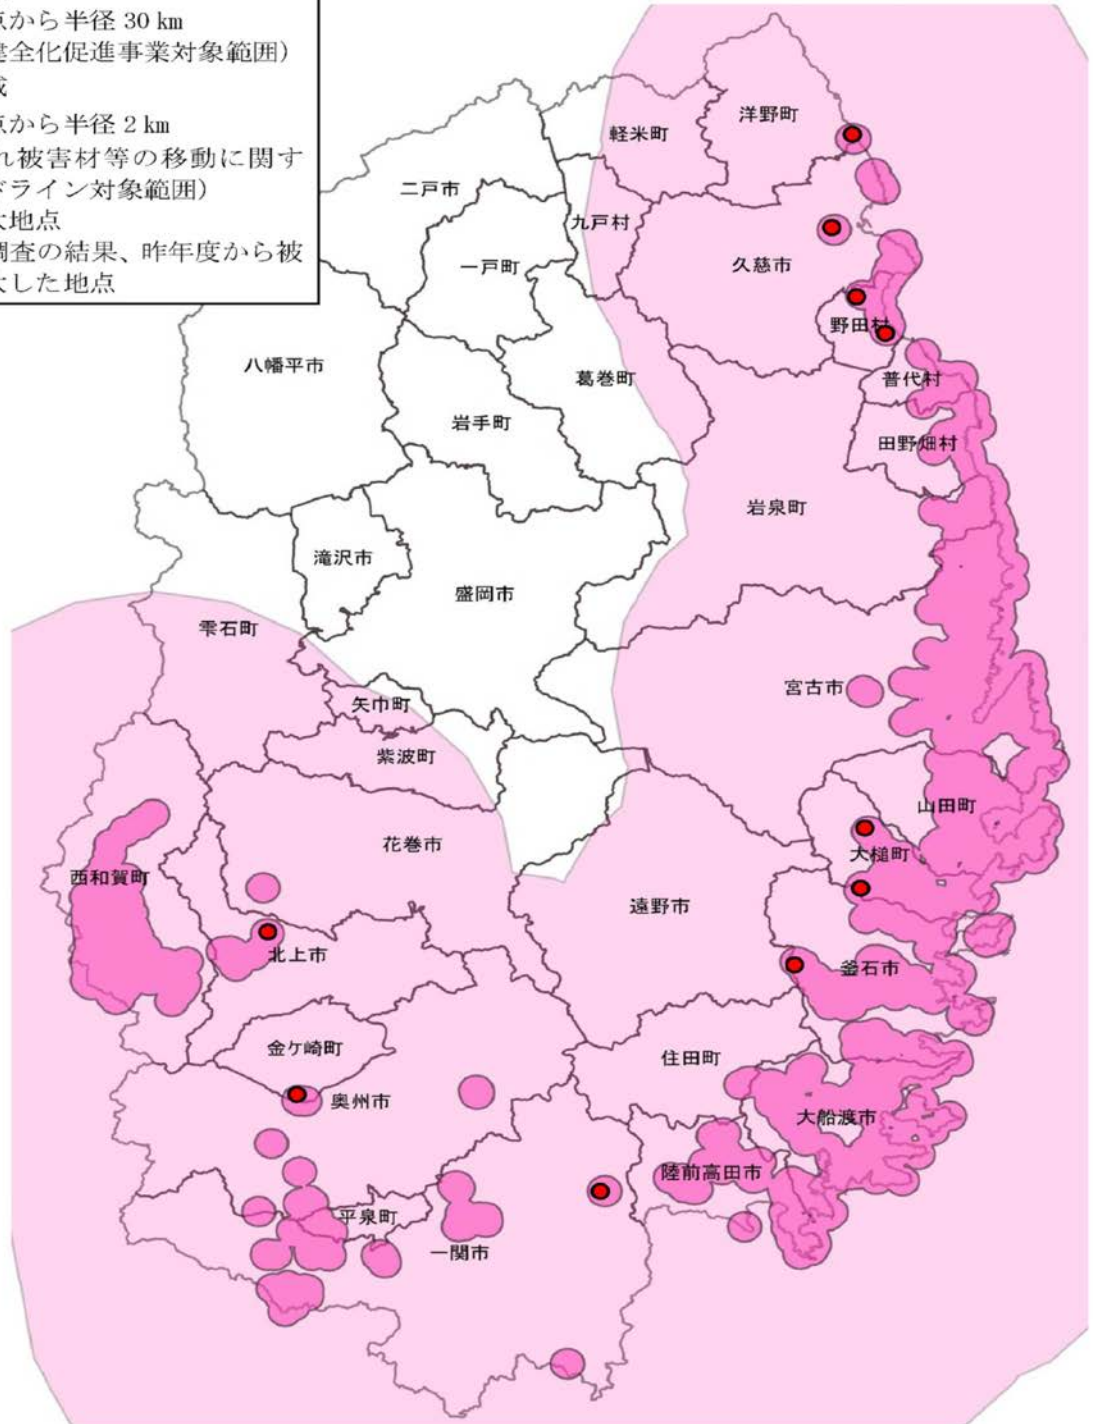 点から半径 30 km
健全化促進事業対象範囲）
域
点から半径 2 km
れ被害材等の移動に関す
ドライン対象範囲）
大地点
調査の結果、昨年度から被
大した地点
洋野町
軽米町
二戸市
九戸村
一戸町
久慈市
野田村
八幡平市
葛巻町
普代村
岩手町
田野畑村
岩泉町
滝沢市
盛岡市
雫石町
宮古市
矢巾町
紫波町
山田町
花巻市
大槌町
西和賀町
遠野市
北上市
釜石市
金ケ崎町
住田町
奥州市
大船渡市
陸前高田市
平泉町
一関市